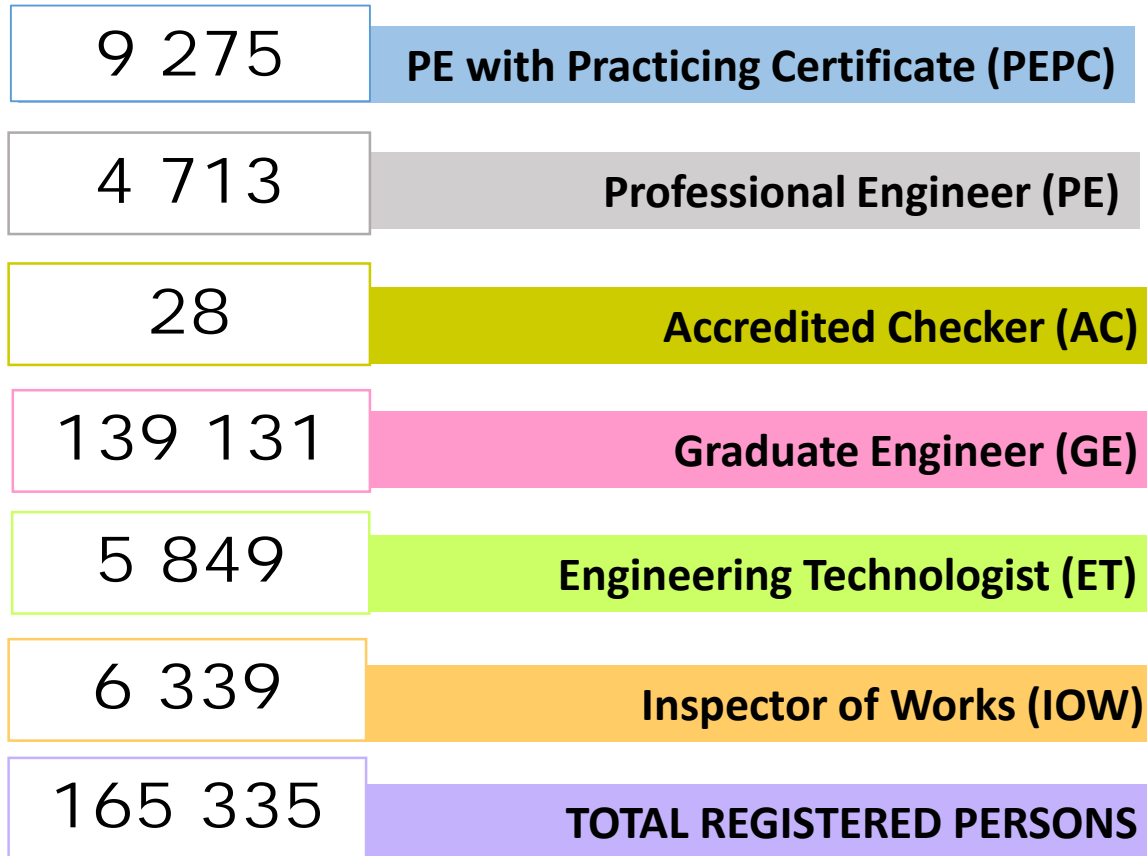 9 275
PE with Practicing Certificate (PEPC)
4 713
Professional Engineer (PE)
28
Accredited Checker (AC)
139 131
Graduate Engineer (GE)
5 849
Engineering Technologist (ET)
6 339
Inspector of Works (IOW)
165 335
TOTAL REGISTERED PERSONS